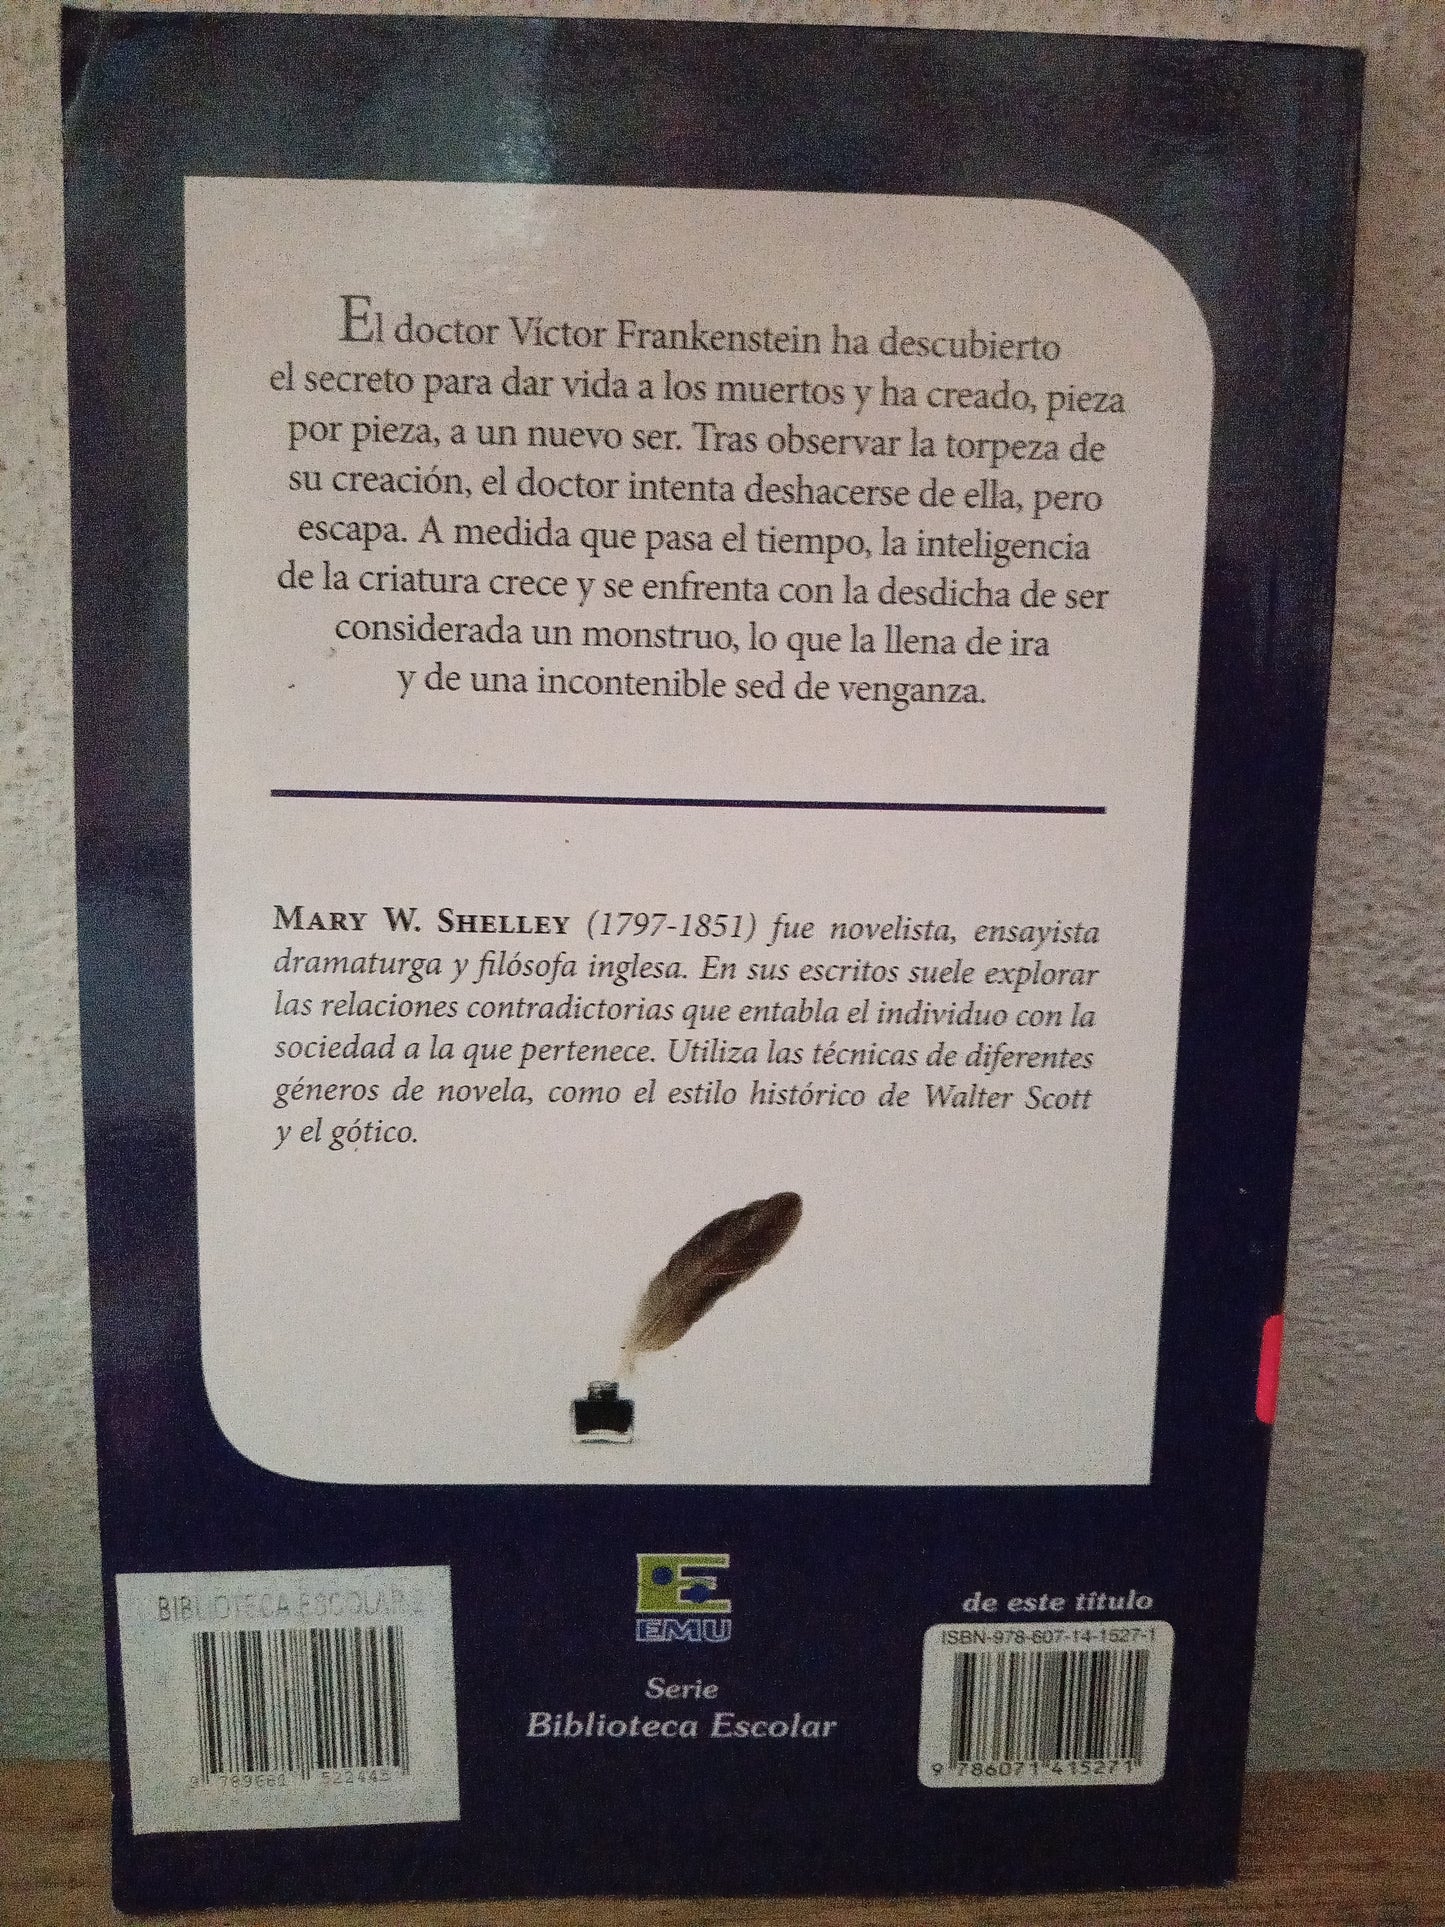 El doctor Víctor Frankenstein ha descubierto
el secreto para dar vida a los muertos y ha creado, pieza
por pieza, a un nuevo ser. Tras observar la torpeza de
su creación, el doctor intenta deshacerse de ella, pero
escapa. A medida que pasa el tiempo, la inteligencia
de la criatura crece y se enfrenta con la desdicha de ser
considerada un monstruo, lo que la llena de ira
y de una incontenible sed de venganza.
MARY W. SHELLEY (1797-1851) fue novelista, ensayista
dramaturga y filósofa inglesa. En sus escritos suele explorar
las relaciones contradictorias que entabla el individuo con la
sociedad a la que pertenece. Utiliza las técnicas de diferentes
géneros de novela, como el estilo histórico de Walter Scott
y el gótico.
BIBLIOTECA ESCOLAR
EMU
Serie
Biblioteca Escolar
de este título
ISBN-978-607-14-1527-1
9 786071 415271